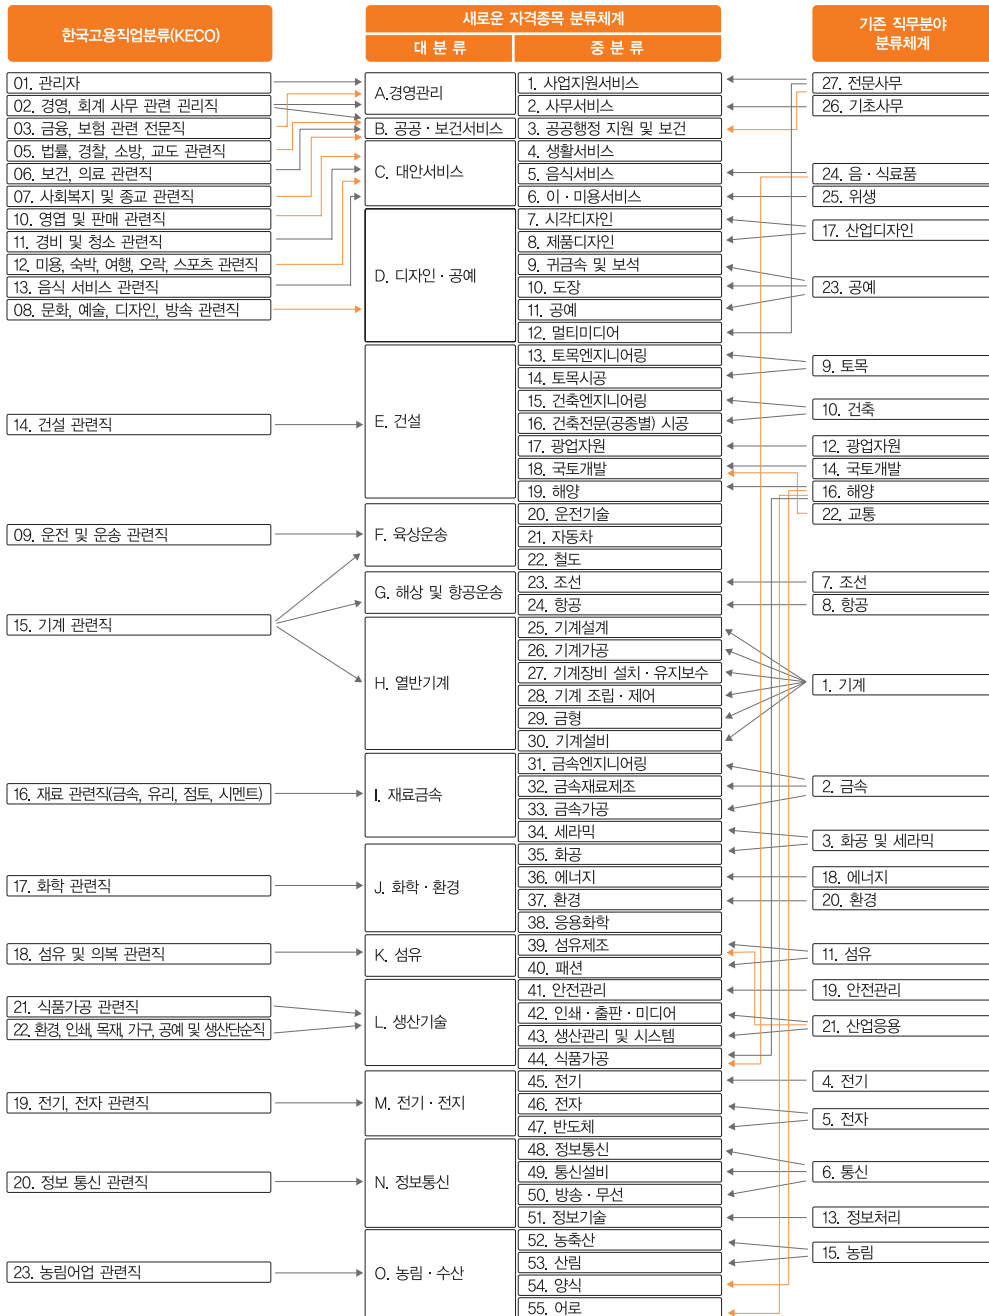 한국고용직업분류(KECO)
01. 관리자
02. 경영, 회계 사무 관련 괸리직
03. 금융, 보험 관련 전문직
05. 법률, 경찰, 소방, 교도 관련직
06. 보건, 의료 관련직
07. 사회복지 및 종교 관련직
10. 영엽 및 판매 관련직
11. 경비 및 청소 관련직
12. 미용, 숙박, 여행, 오락, 스포츠 관련직
13. 음식 서비스 관련직
08. 문화, 예술, 디자인, 방속 관련직
14. 건설 관련직
09. 운전 및 운송 관련직
15. 기계 관련직
16. 재료 관련직(금속, 유리, 점토, 시멘트)
17. 화학 관련직
18. 섬유 및 의복 관련직
21. 식품가공 관련직
22. 환경, 인쇄, 목재, 가구, 공예 및 생산단순직
19. 전기, 전자 관련직
20. 정보 통신 관련직
23. 농림어업 관련직
새로운 자격종목 분류체계
대 분 류
A.경영관리
B. 공공 · 보건서비스
C. 대안서비스
D. 디자인 · 공예
E. 건설
F. 육상운송
G. 해상 및 항공운송
H. 열반기계
I. 재료금속
J. 화학 · 환경
K. 섬유
L. 생산기술
M. 전기 · 전지
N. 정보통신
O. 농림 · 수산
중 분 류
1. 사업지원서비스
2. 사무서비스
3. 공공행정 지원 및 보건
4. 생활서비스
5. 음식서비스
6. 이 · 미용서비스
7. 시각디자인
8. 제품디자인
9. 귀금속 및 보석
10. 도장
11. 공예
12. 멀티미디어
13. 토목엔지니어링
14. 토목시공
15. 건축엔지니어링
16. 건축전문(공종별) 시공
17. 광업자원
18. 국토개발
19. 해양
20. 운전기술
21. 자동차
22. 철도
23. 조선
24. 항공
25. 기계설계
26. 기계가공
27. 기계장비 설치 · 유지보수
28. 기계 조립 · 제어
29. 금형
30. 기계설비
31. 금속엔지니어링
32. 금속재료제조
33. 금속가공
34. 세라믹
35. 화공
36. 에너지
37. 환경
38. 응용화학
39. 섬유제조
40. 패션
41. 안전관리
42. 인쇄 · 출판 · 미디어
43. 생산관리 및 시스템
44. 식품가공
45. 전기
46. 전자
47. 반도체
48. 정보통신
49. 통신설비
50. 방송 · 무선
51. 정보기술
52. 농축산
53. 산림
54. 양식
55. 어로
기존 직무분야
분류체계
27. 전문사무
26. 기초사무
24. 음 · 식료품
25. 위생
17. 산업디자인
23. 공예
9. 토목
10. 건축
12. 광업자원
14. 국토개발
16. 해양
22. 교통
7. 조선
8. 항공
1. 기계
2. 금속
3. 화공 및 세라믹
18. 에너지
20. 환경
11. 섬유
19. 안전관리
21. 산업응용
4. 전기
5. 전자
6. 통신
13. 정보처리
15. 농림